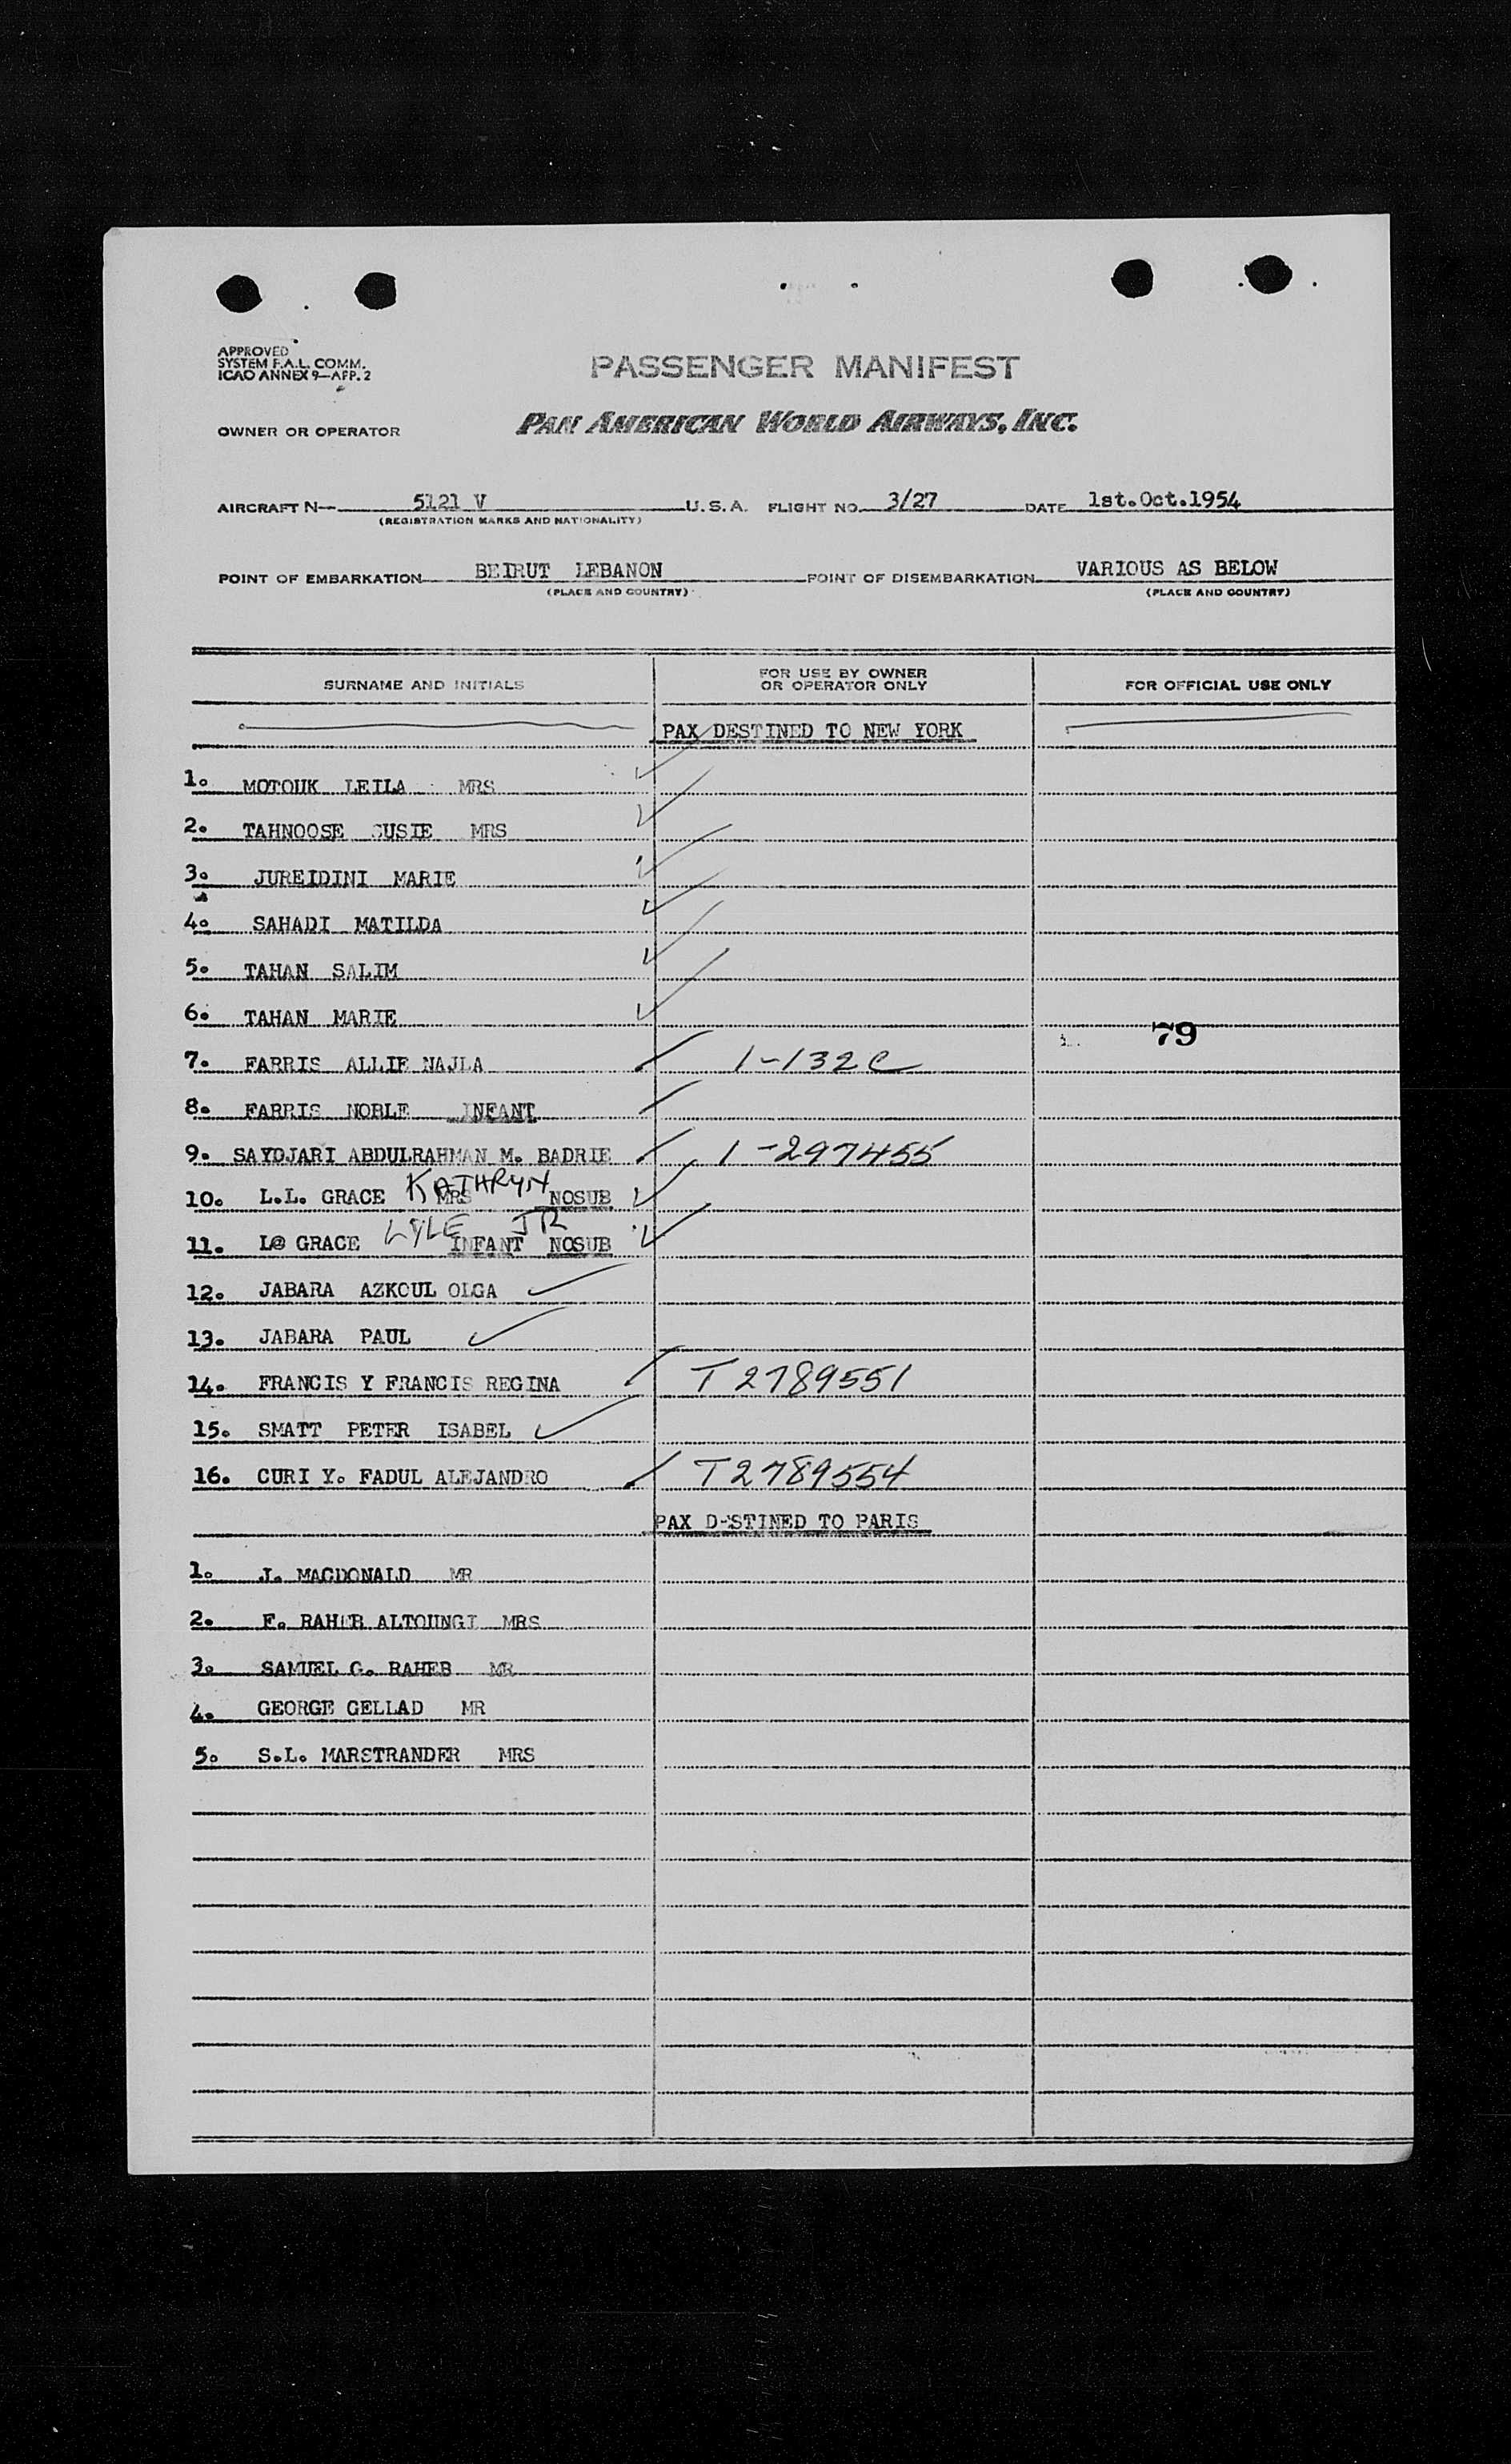 APPROVED
SYSTEM F.A.L. COMM.
ICAO ANNEX 9—APP. 2
PASSENGER MANIFEST
OWNER OR OPERATOR PAN AMERICAN WORLD AIRWAYS, INC.
AIRCRAFT N— 5121 V U.S.A. FLIGHT NO. 3/27 DATE 1st.Oct.1954
(REGISTRATION MARKS AND NATIONALITY)
POINT OF EMBARKATION BEIRUT LEBANON POINT OF DISEMBARKATION VARIOUS AS BELOW
(PLACE AND COUNTRY) (PLACE AND COUNTRY)
SURNAME AND INITIALS FOR USE BY OWNER OR OPERATOR ONLY FOR OFFICIAL USE ONLY
PAX DESTINED TO NEW YORK
1. MOTOUK LEILA MRS
2. TAHNOOSE SUSIE MRS
3. JUREIDINI MARIE
4. SAHADI MATILDA
5. TAHAN SALIM
6. TAHAN MARIE
79
7. FARRIS ALLIE NAJLA 1-132C
8. FARRIS NOBLE INFANT
9. SAYDJARI ABDULRAHMAN M. BADRIE 1-297455
10. L.L. GRACE KATHRYN MRS NOSUB
11. L@ GRACE LYLE JR INFANT NOSUB
12. JABARA AZKOUL OLGA
13. JABARA PAUL
14. FRANCIS Y FRANCIS REGINA T2789551
15. SMATT PETER ISABEL
16. CURI Y. FADUL ALEJANDRO T2789554
PAX D-STINED TO PARIS
1. J. MACDONALD MR
2. F. RAHEB ALTOUNGI MRS
3. SAMUEL G. RAHEB MR
4. GEORGE GELLAD MR
5. S.L. MARSTRANDER MRS